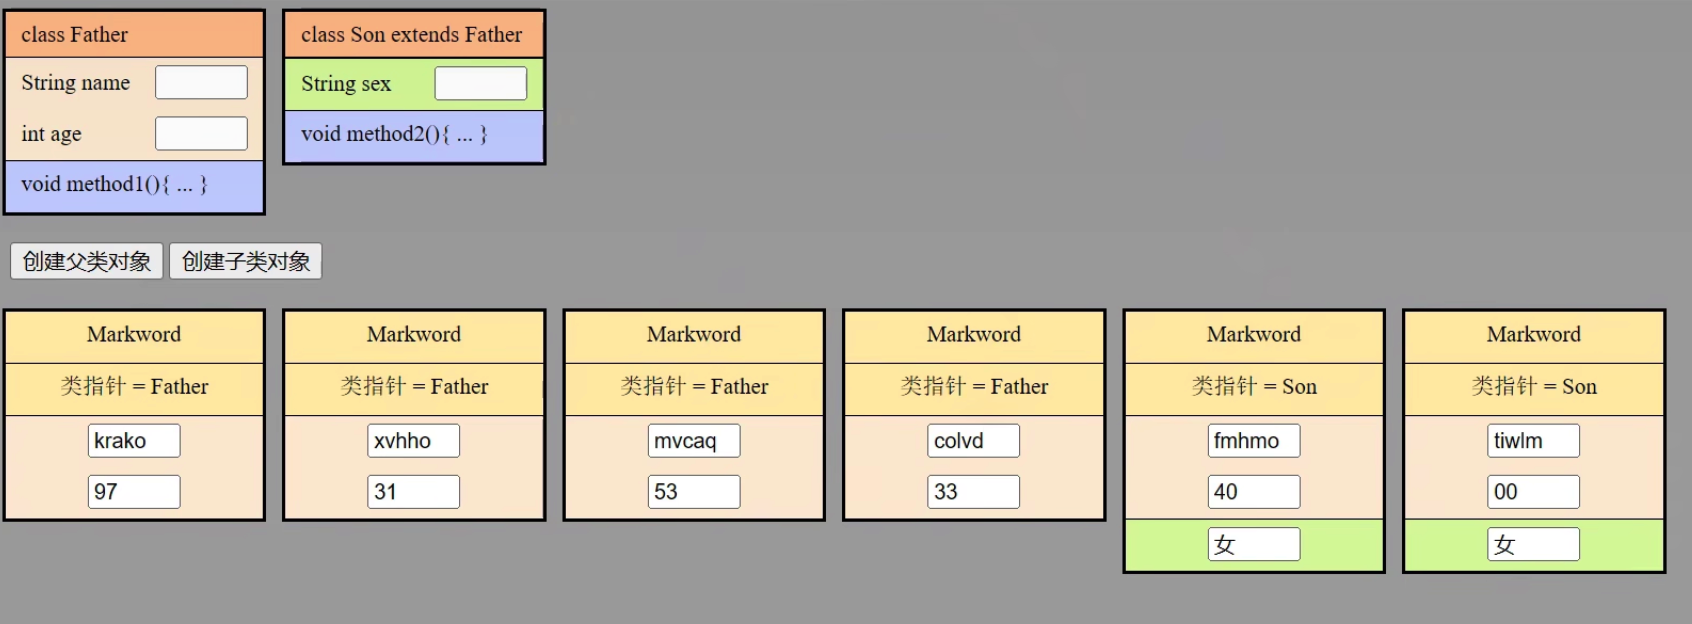 class Father
String name
int age
void method1(){ ... }
class Son extends Father
String sex
void method2(){ ... }
创建父类对象 创建子类对象
Markword
类指针 = Father
krako
97
Markword
类指针 = Father
xvhho
31
Markword
类指针 = Father
mvcaq
53
Markword
类指针 = Father
colvd
33
Markword
类指针 = Son
fmhmo
40
女
Markword
类指针 = Son
tiwlm
00
女